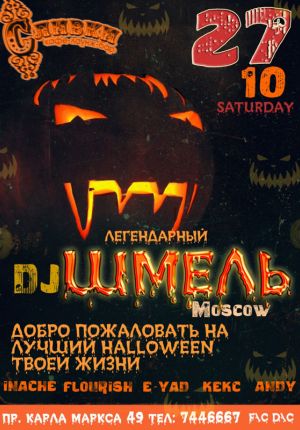 Сливки
27
10
SATURDAY
ЛЕГЕНДАРНЫЙ
DJ ШМЕЛЬ
Moscow
ДОБРО ПОЖАЛОВАТЬ НА
ЛУЧШИЙ HALLOWEEN
ТВОЕЙ ЖИЗНИ
INACHE FLOURISH E-YAD КЕКС ANDY
ПР. КАРЛА МАРКСА 49 ТЕЛ: 7446667 F\C D\C